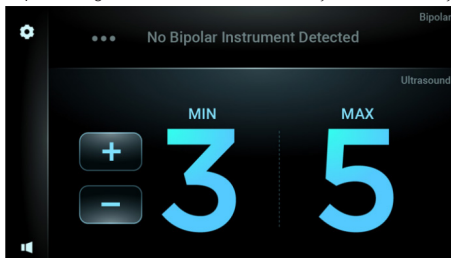 Bipolar
No Bipolar Instrument Detected
Ultrasound
MIN MAX
+
3 5
−